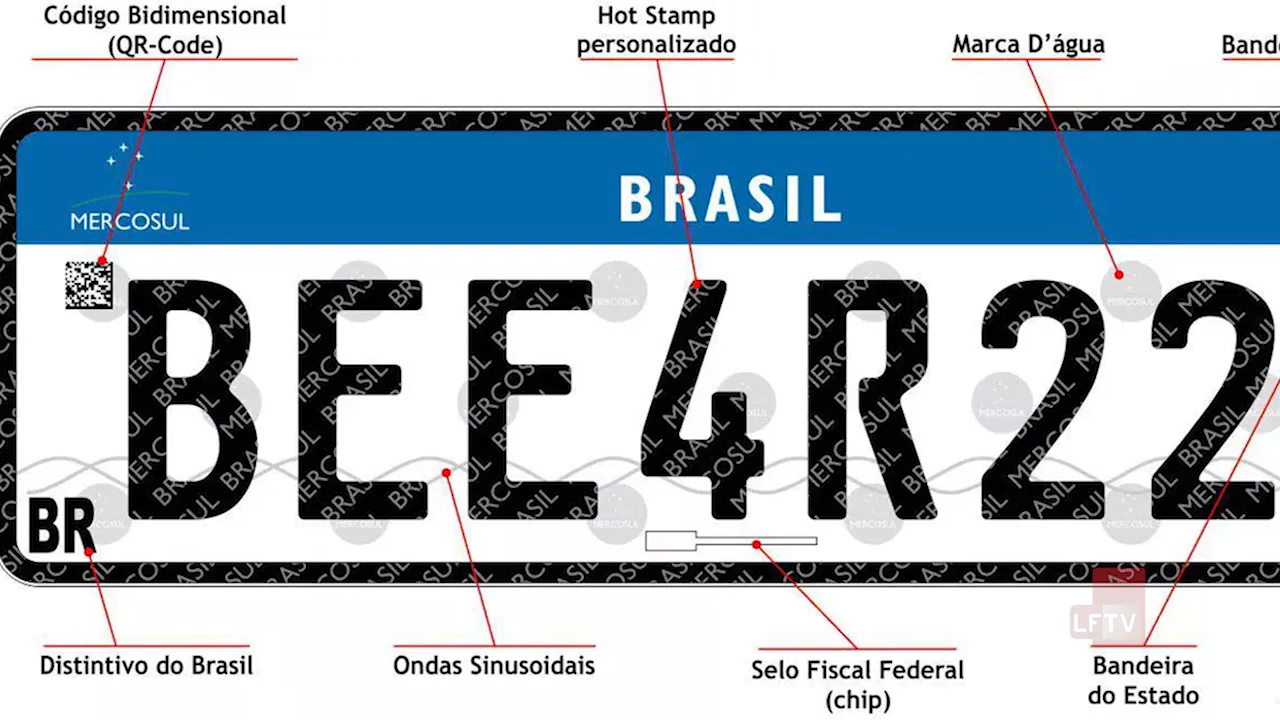 Código Bidimensional
(QR-Code)
Hot Stamp
personalizado
Marca D'água
Bande
BRASIL
MERCOSUL
BEE4R22
BR
LFTV
Distintivo do Brasil
Ondas Sinusoidais
Selo Fiscal Federal
(chip)
Bandeira
do Estado